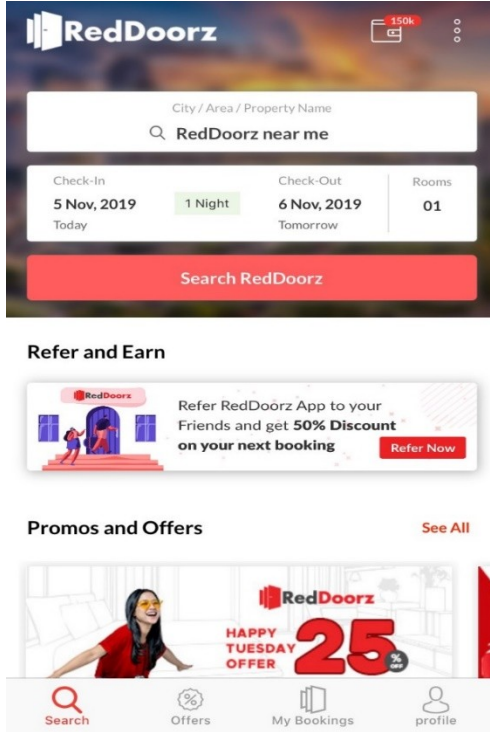 RedDoorz
150k
City / Area / Property Name
RedDoorz near me
Check-In
Check-Out
Rooms
5 Nov, 2019
1 Night
6 Nov, 2019
01
Today
Tomorrow
Search RedDoorz
Refer and Earn
RedDoorz
Refer RedDoorz App to your
Friends and get 50% Discount
on your next booking
Refer Now
Promos and Offers
See All
RedDoorz
HAPPY
TUESDAY
OFFER
25
% OFF
Search
Offers
My Bookings
profile